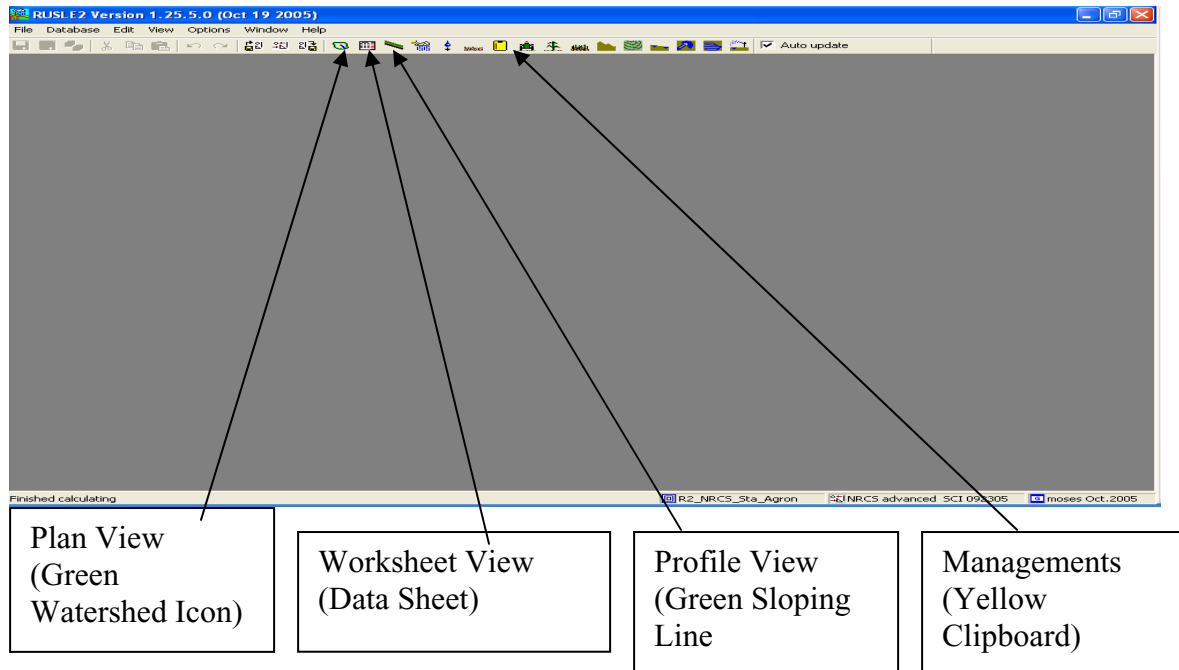 RUSLE2 Version 1.25.5.0 (Oct 19 2005)
File Database Edit View Options Window Help
Auto update
Finished calculating R2_NRCS_Sta_Agron NRCS advanced SCI 092305 moses Oct.2005
Plan View
(Green
Watershed Icon)
Worksheet View
(Data Sheet)
Profile View
(Green Sloping
Line
Managements
(Yellow
Clipboard)